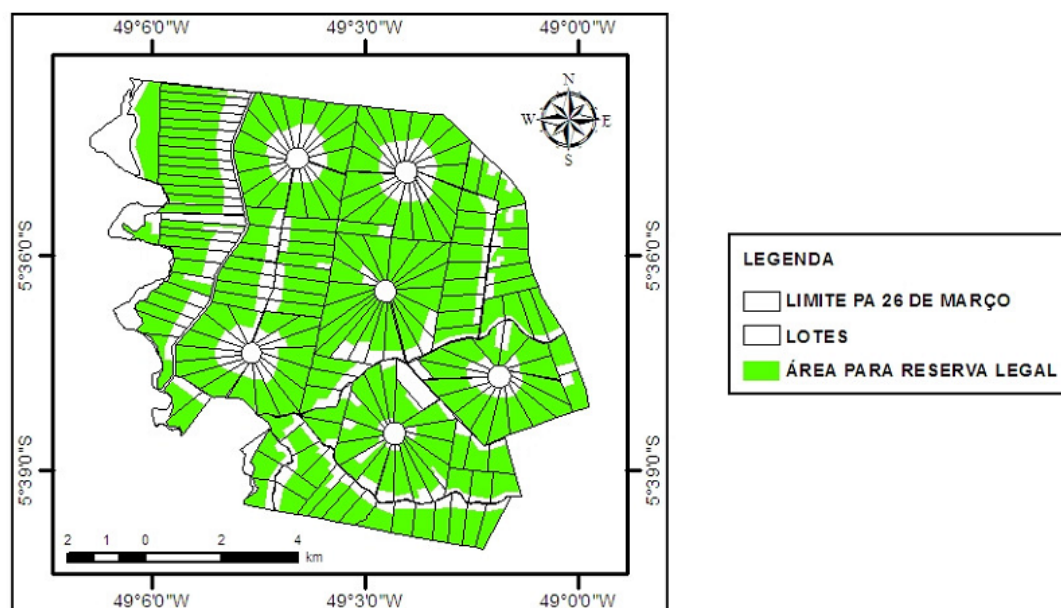 49°6'0"W 49°3'0"W 49°0'0"W
N
W E
S
5°36'0"S 5°36'0"S
5°39'0"S 5°39'0"S
2 1 0 2 4
km
49°6'0"W 49°3'0"W 49°0'0"W
LEGENDA
LIMITE PA 26 DE MARÇO
LOTES
ÁREA PARA RESERVA LEGAL